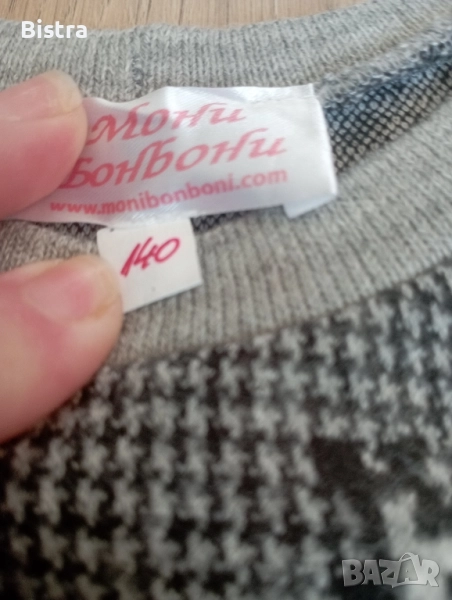 Bistra
Мони
Бонбони
www.monibonboni.com
140
BAZAR